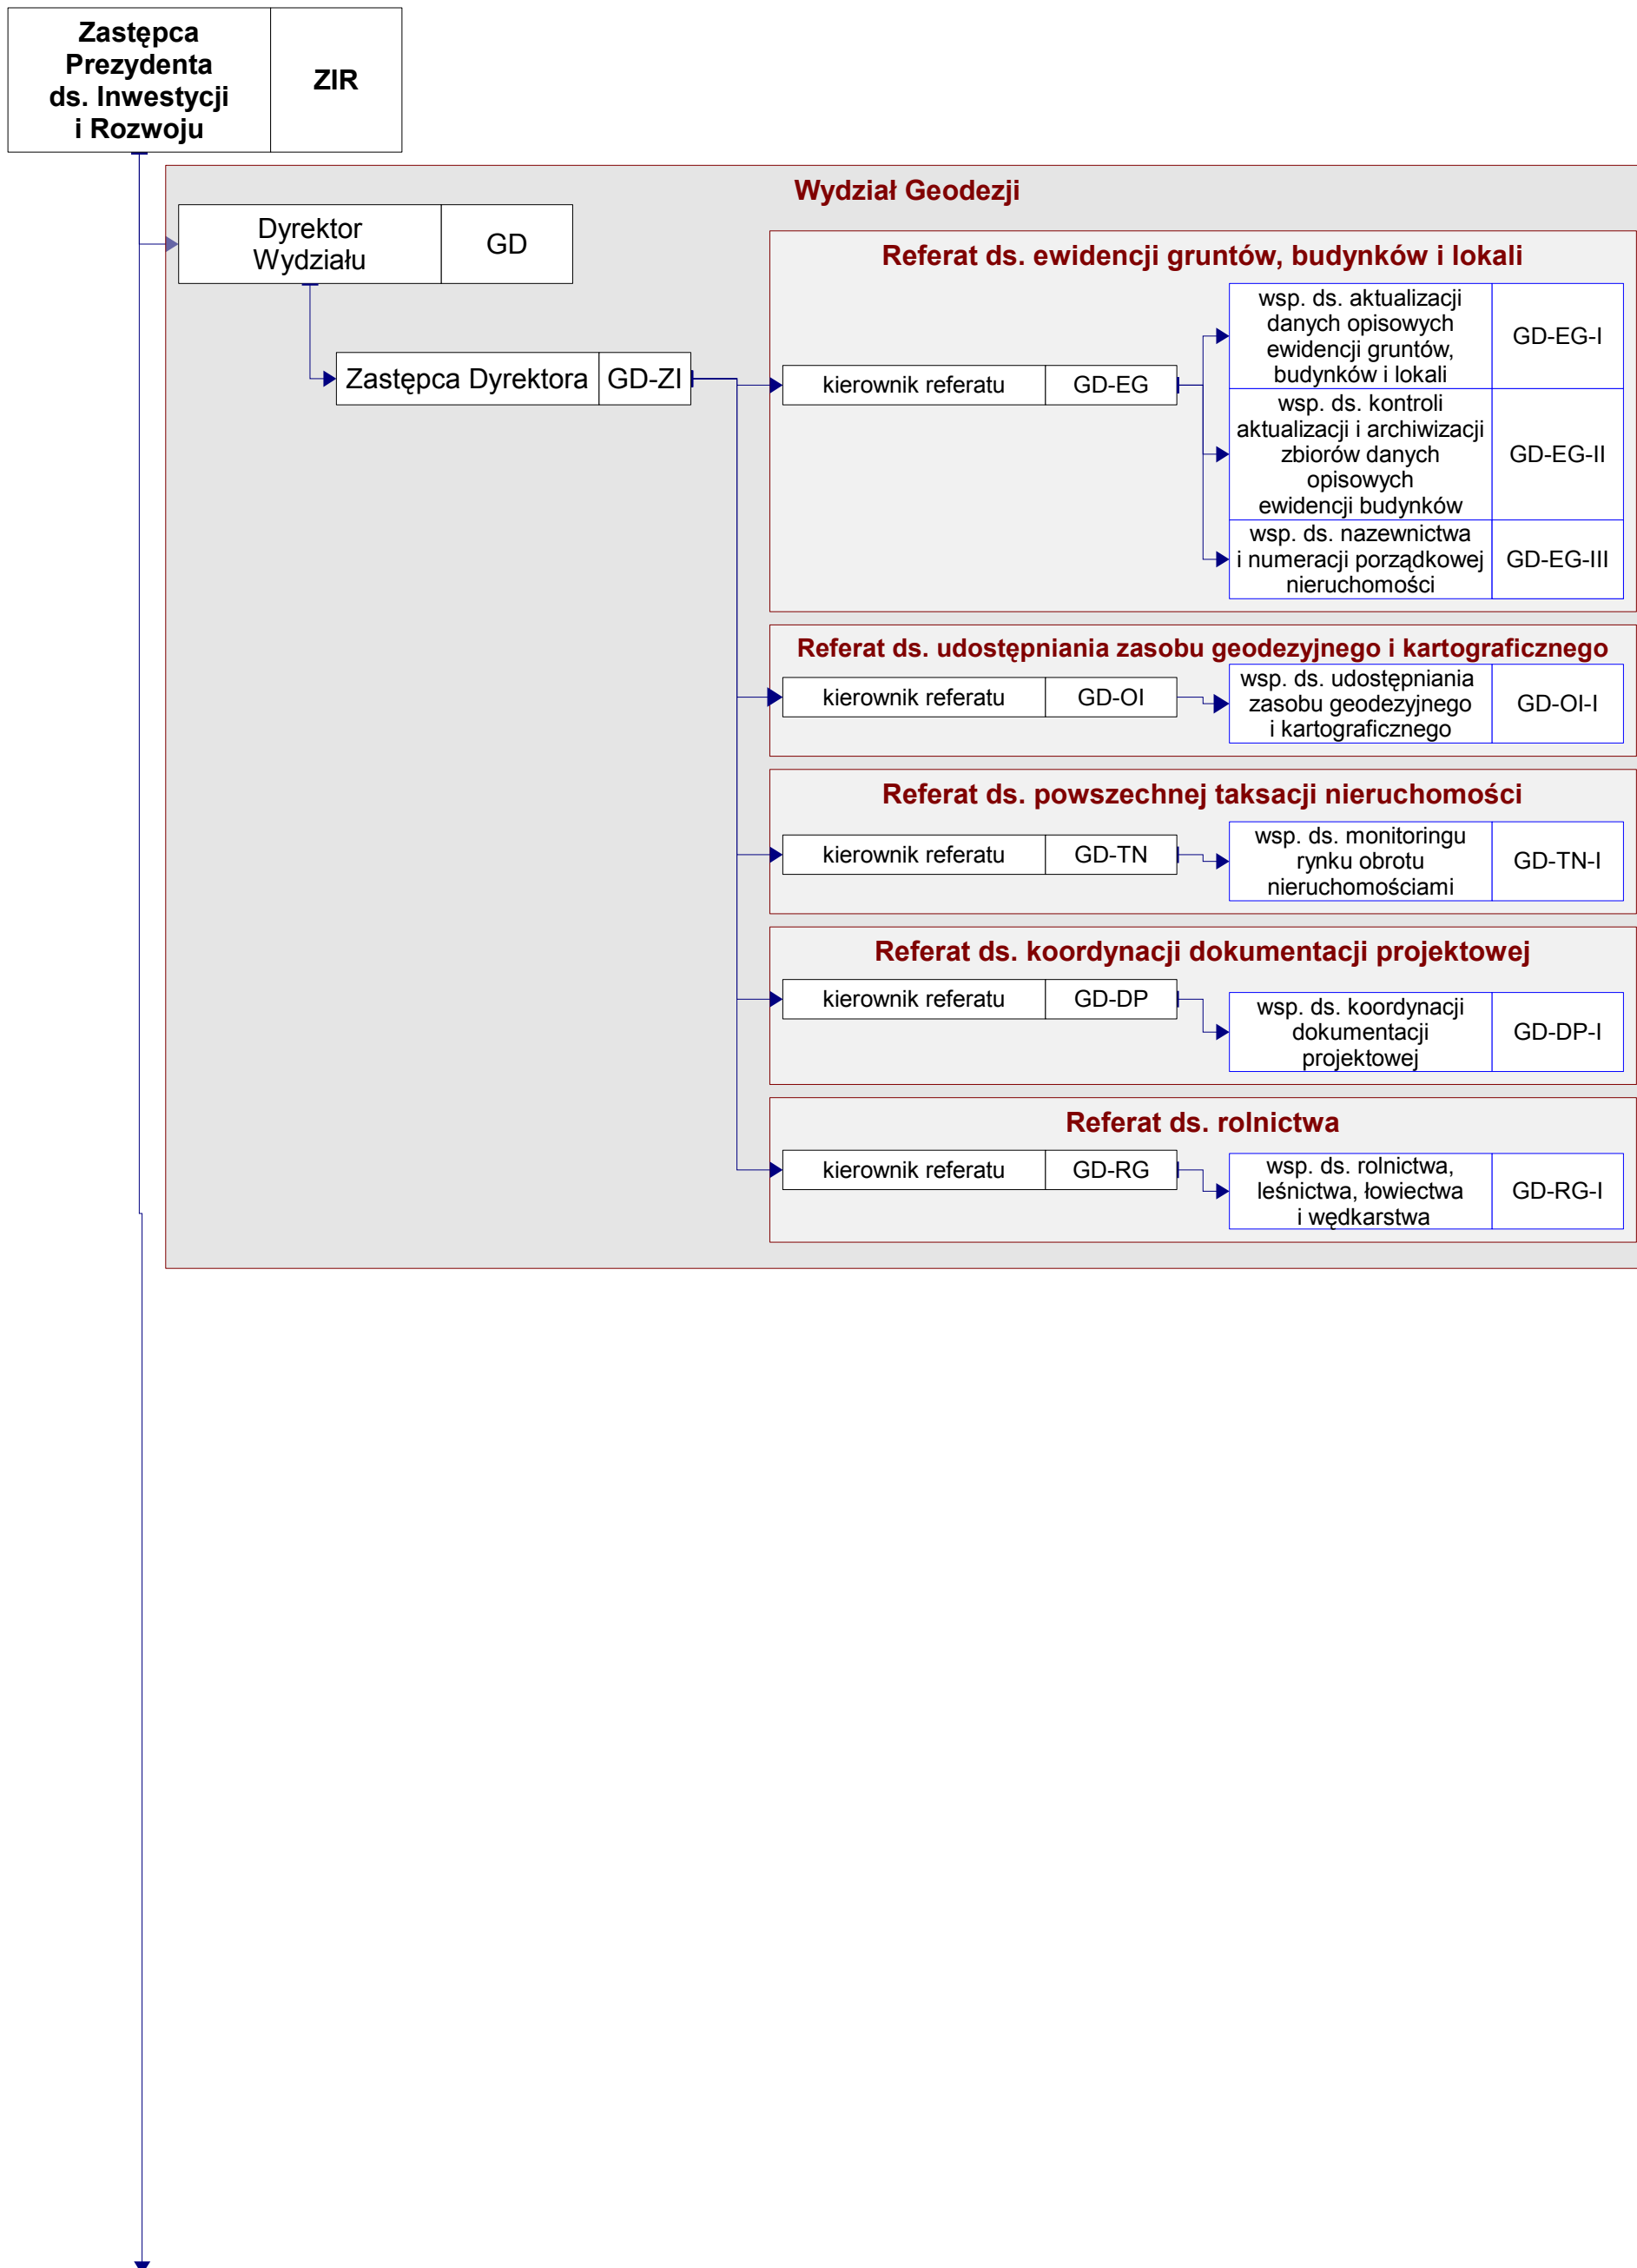 Zastępca
Prezydenta
ds. Inwestycji
i Rozwoju
ZIR
Wydział Geodezji
Dyrektor
Wydziału
GD
Zastępca Dyrektora
GD-ZI
Referat ds. ewidencji gruntów, budynków i lokali
kierownik referatu
GD-EG
wsp. ds. aktualizacji
danych opisowych
ewidencji gruntów,
budynków i lokali
GD-EG-I
wsp. ds. kontroli
aktualizacji i archiwizacji
zbiorów danych
opisowych
ewidencji budynków
GD-EG-II
wsp. ds. nazewnictwa
i numeracji porządkowej
nieruchomości
GD-EG-III
Referat ds. udostępniania zasobu geodezyjnego i kartograficznego
kierownik referatu
GD-OI
wsp. ds. udostępniania
zasobu geodezyjnego
i kartograficznego
GD-OI-I
Referat ds. powszechnej taksacji nieruchomości
kierownik referatu
GD-TN
wsp. ds. monitoringu
rynku obrotu
nieruchomościami
GD-TN-I
Referat ds. koordynacji dokumentacji projektowej
kierownik referatu
GD-DP
wsp. ds. koordynacji
dokumentacji
projektowej
GD-DP-I
Referat ds. rolnictwa
kierownik referatu
GD-RG
wsp. ds. rolnictwa,
leśnictwa, łowiectwa
i wędkarstwa
GD-RG-I